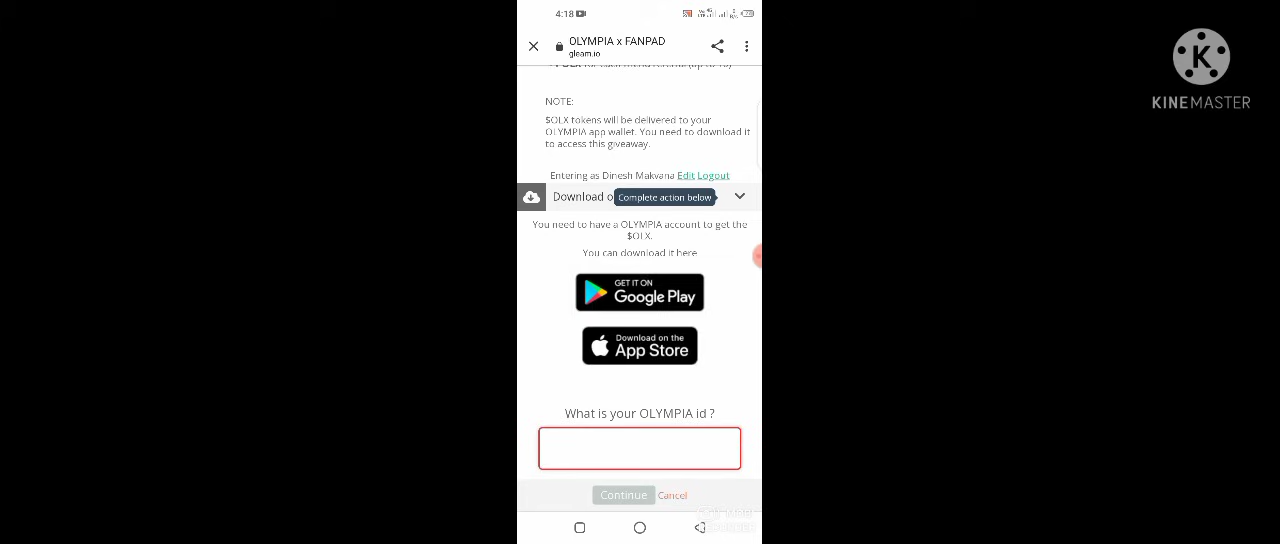 4:18
OLYMPIA x FANPAD
gleam.io
NOTE:
$OLX tokens will be delivered to your
OLYMPIA app wallet. You need to download it
to access this giveaway.
Entering as Dinesh Makvana Edit Logout
Download o
Complete action below
You need to have a OLYMPIA account to get the
$OLX.
You can download it here
GET IT ON
Google Play
Download on the
App Store
What is your OLYMPIA id ?
Continue Cancel
K
KINEMASTER